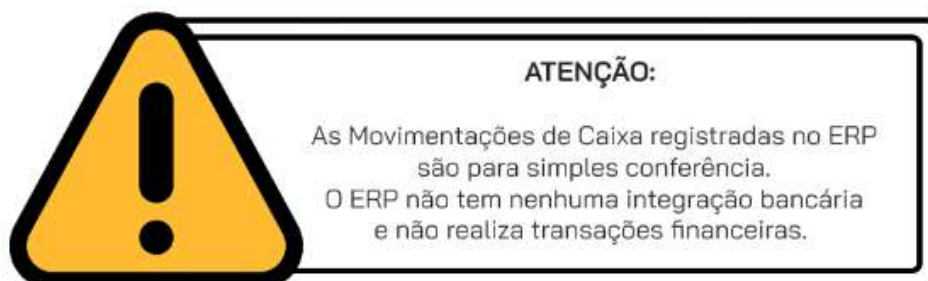 ATENÇÃO:
As Movimentações de Caixa registradas no ERP
são para simples conferência.
O ERP não tem nenhuma integração bancária
e não realiza transações financeiras.